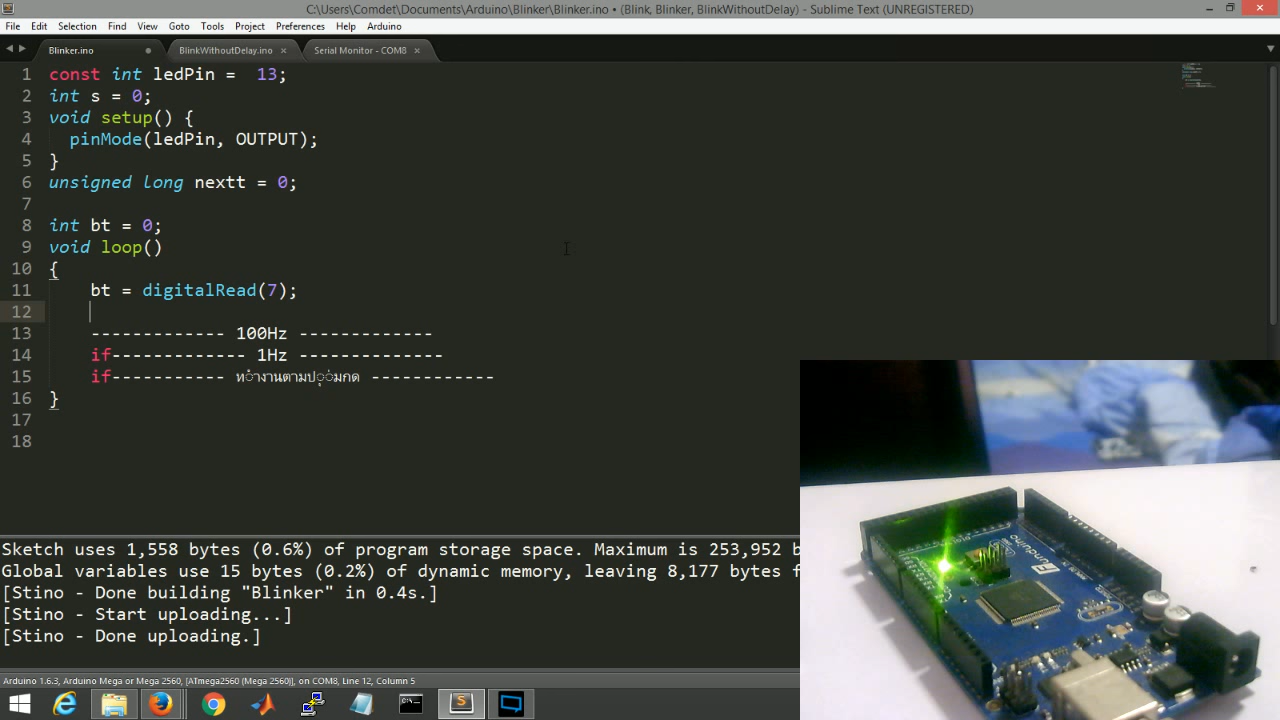 C:\Users\Comdet\Documents\Arduino\Blinker\Blinker.ino • (Blink, Blinker, BlinkWithoutDelay) - Sublime Text (UNREGISTERED)
File Edit Selection Find View Goto Tools Project Preferences Help Arduino
Blinker.ino BlinkWithoutDelay.ino Serial Monitor - COM8
1 const int ledPin = 13;
2 int s = 0;
3 void setup() {
4 pinMode(ledPin, OUTPUT);
5 }
6 unsigned long nextt = 0;
7
8 int bt = 0;
9 void loop()
10 {
11 bt = digitalRead(7);
12
13 ------------- 100Hz -------------
14 if------------- 1Hz --------------
15 if----------- ทำงานตามปุ่มกด ------------
16 }
17
18
Sketch uses 1,558 bytes (0.6%) of program storage space. Maximum is 253,952 b
Global variables use 15 bytes (0.2%) of dynamic memory, leaving 8,177 bytes f
[Stino - Done building "Blinker" in 0.4s.]
[Stino - Start uploading...]
[Stino - Done uploading.]
Arduino 1.6.3, Arduino Mega or Mega 2560, [ATmega2560 (Mega 2560)], on COM8, Line 12, Column 5